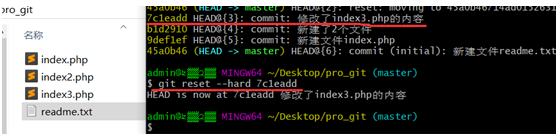 pro_git
名称
index.php
index2.php
index3.php
readme.txt
45a0b46 (HEAD -> master) HEAD@{2}: reset: moving to 45b0b46714ad0152651
7c1eadd HEAD@{3}: commit: 修改了index3.php的内容
b1d2910 HEAD@{4}: commit: 新建了2个文件
9def1ef HEAD@{5}: commit: 新建文件index.php
45a0b46 (HEAD -> master) HEAD@{6}: commit (initial): 新建文件readme.txt
MINGW64 ~/Desktop/pro_git (master)
$ git reset --hard 7c1eadd
HEAD is now at 7c1eadd 修改了index3.php的内容
MINGW64 ~/Desktop/pro_git (master)
$